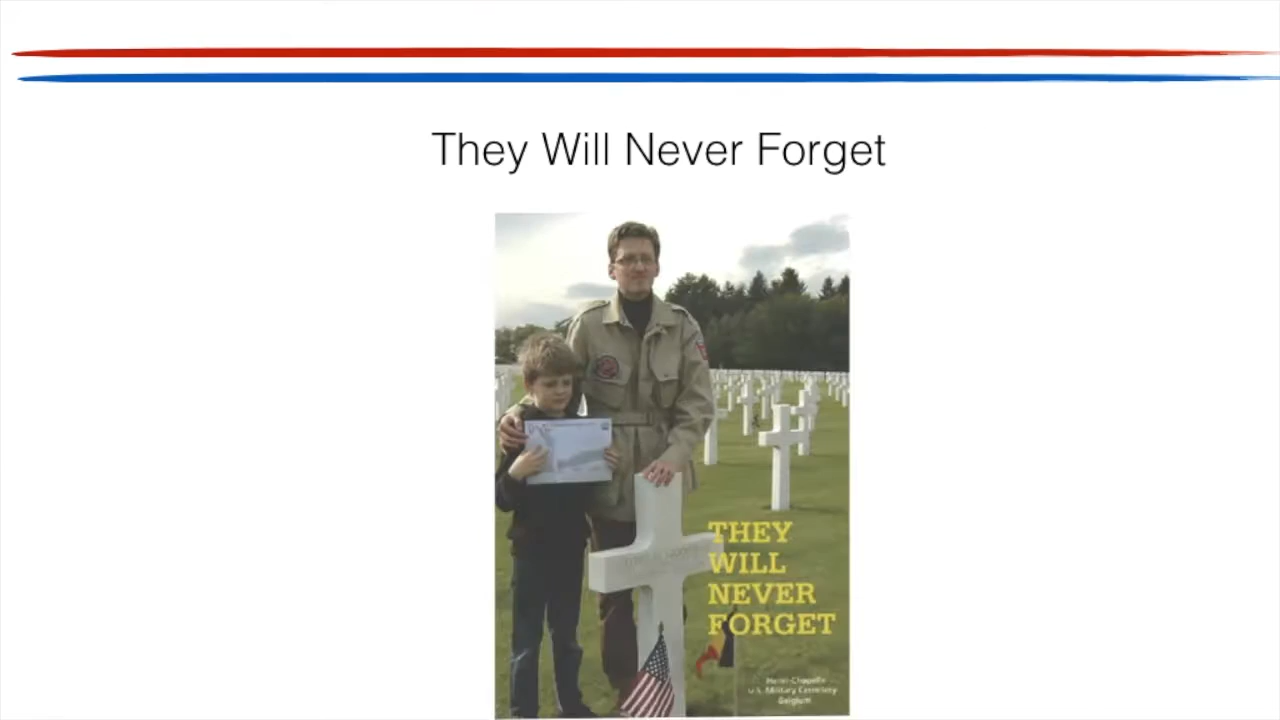 They Will Never Forget
THEY
WILL
NEVER
FORGET
Henri-Chapelle
U.S. Military Cemetery
Belgium